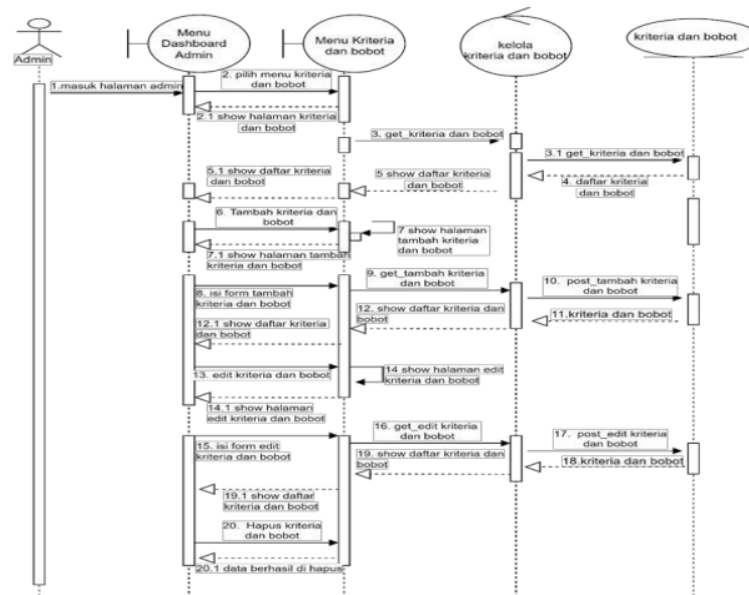 Admin
Menu
Dashboard
Admin
Menu Kriteria
dan bobot
kelola
kriteria dan bobot
kriteria dan bobot
1.masuk halaman admin
2. pilih menu kriteria
dan bobot
2.1 show halaman kriteria
dan bobot
3. get_kriteria dan bobot
3.1 get_kriteria dan bobot
4. daftar kriteria
dan bobot
5 show daftar kriteria
dan bobot
5.1 show daftar kriteria
dan bobot
6. Tambah kriteria dan
bobot
7 show halaman
tambah kriteria
dan bobot
7.1 show halaman tambah
kriteria dan bobot
8. isi form tambah
kriteria dan bobot
9. get_tambah kriteria
dan bobot
10. post_tambah kriteria
dan bobot
11.kriteria dan bobot
12. show daftar kriteria dan
bobot
12.1 show daftar kriteria
dan bobot
13. edit kriteria dan bobot
14 show halaman edit
kriteria dan bobot
14.1 show halaman
edit kriteria dan bobot
15. isi form edit
kriteria dan bobot
16. get_edit kriteria
dan bobot
17. post_edit kriteria
dan bobot
18.kriteria dan bobot
19. show daftar kriteria dan
bobot
19.1 show daftar
kriteria dan bobot
20. Hapus kriteria
dan bobot
20.1 data berhasil di hapus